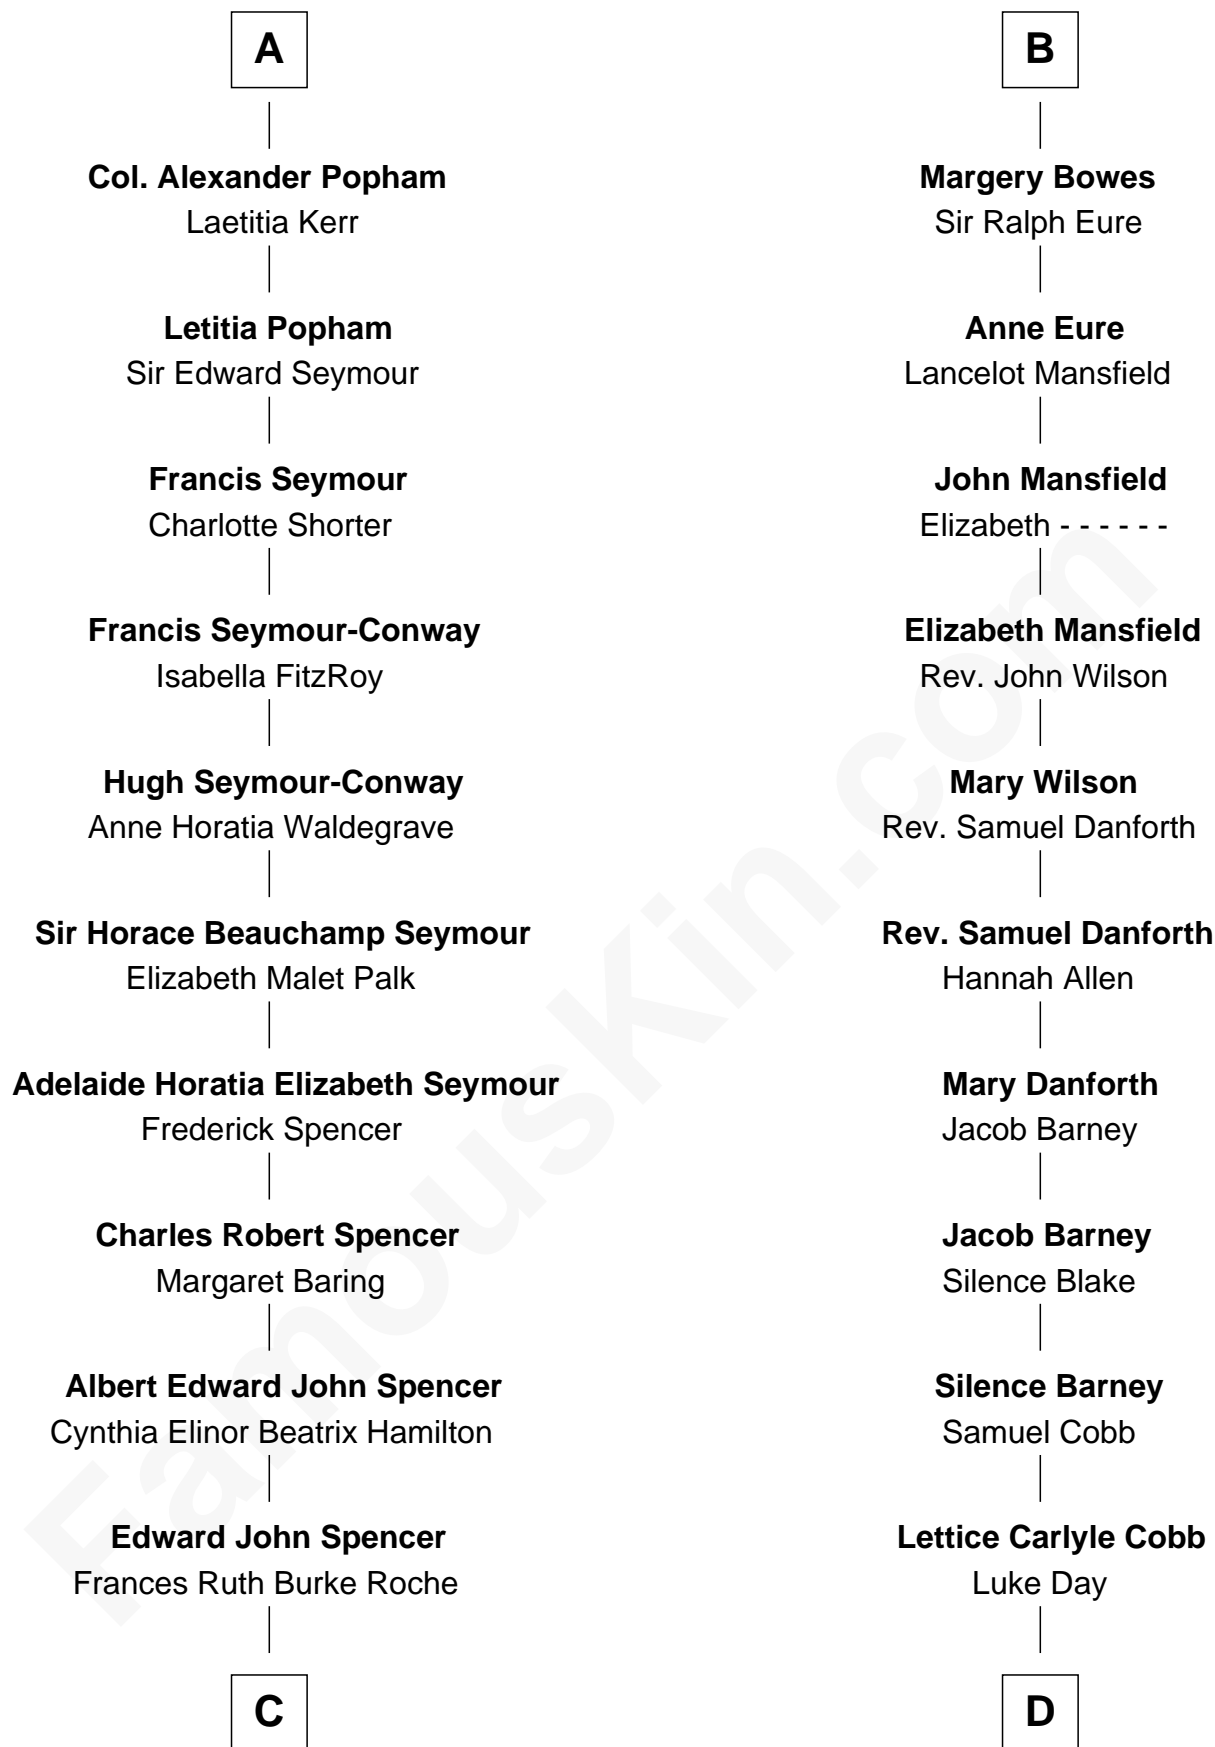 A
Col. Alexander Popham
Laetitia Kerr
Letitia Popham
Sir Edward Seymour
Francis Seymour
Charlotte Shorter
Francis Seymour-Conway
Isabella FitzRoy
Hugh Seymour-Conway
Anne Horatia Waldegrave
Sir Horace Beauchamp Seymour
Elizabeth Malet Palk
Adelaide Horatia Elizabeth Seymour
Frederick Spencer
Charles Robert Spencer
Margaret Baring
Albert Edward John Spencer
Cynthia Elinor Beatrix Hamilton
Edward John Spencer
Frances Ruth Burke Roche
C
B
Margery Bowes
Sir Ralph Eure
Anne Eure
Lancelot Mansfield
John Mansfield
Elizabeth - - - - - -
Elizabeth Mansfield
Rev. John Wilson
Mary Wilson
Rev. Samuel Danforth
Rev. Samuel Danforth
Hannah Allen
Mary Danforth
Jacob Barney
Jacob Barney
Silence Blake
Silence Barney
Samuel Cobb
Lettice Carlyle Cobb
Luke Day
D
FamousKin.com